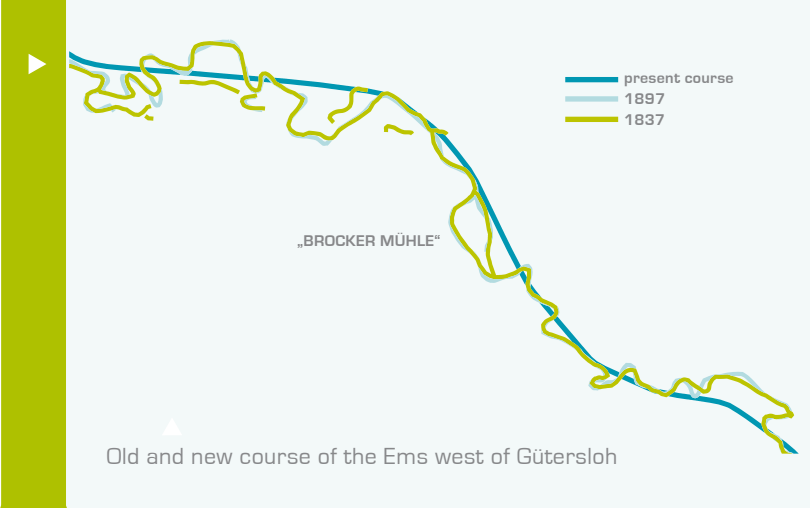 present course
1897
1837
„BROCKER MÜHLE“
Old and new course of the Ems west of Gütersloh